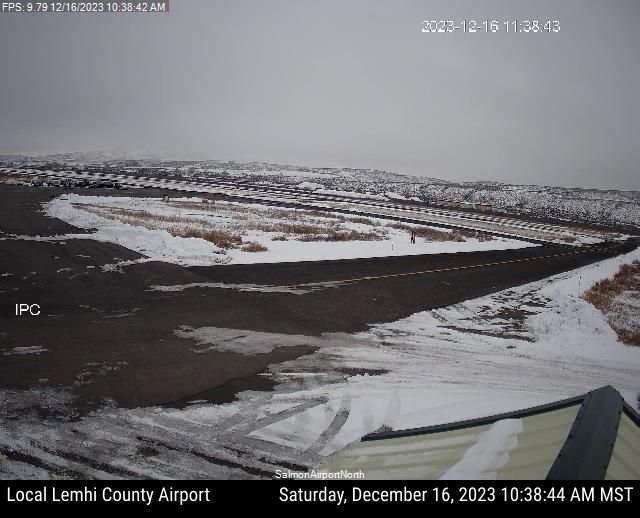 FPS: 9.79 12/16/2023 10:38:42 AM
2023-12-16 11:38:43
IPC
SalmonAirportNorth
Local Lemhi County Airport Saturday, December 16, 2023 10:38:44 AM MST